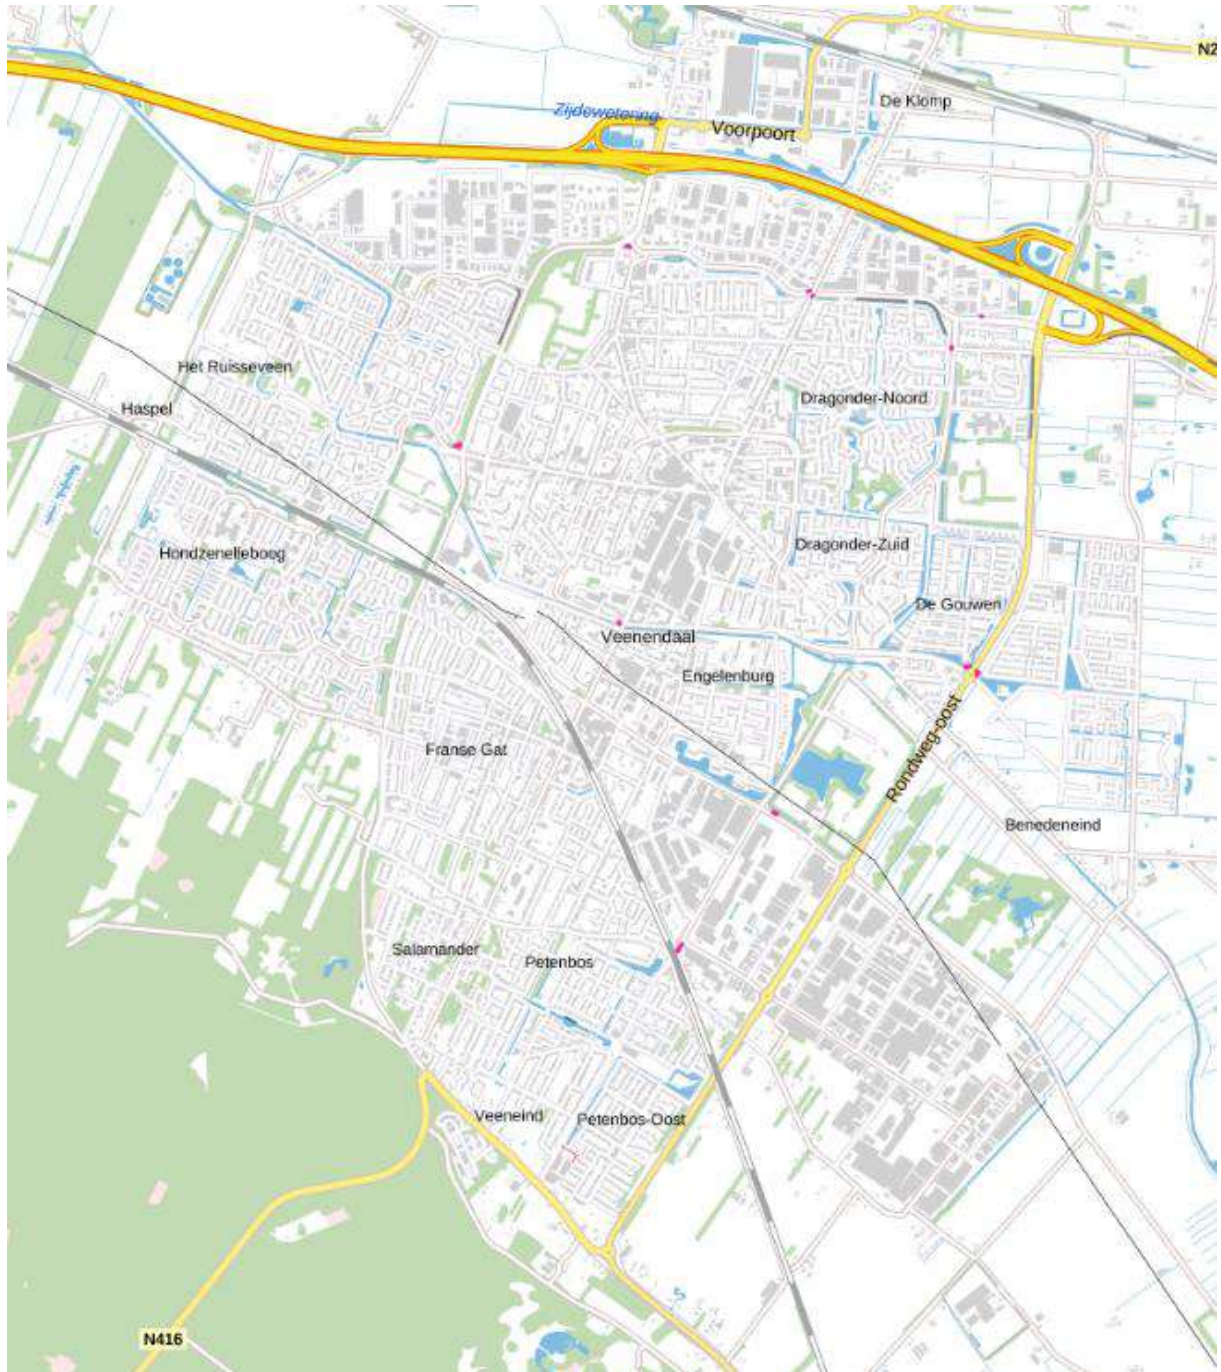 N2
De Klomp
Zijdewetering
Voorpoort
Het Ruisseveen
Haspel
Dragonder-Noord
Hondzenelleboog
Dragonder-Zuid
De Gouwen
Veenendaal
Engelenburg
Franse Gat
Rondweg-oost
Benedeneind
Salamander
Petenbos
Veeneind
Petenbos-Oost
N416